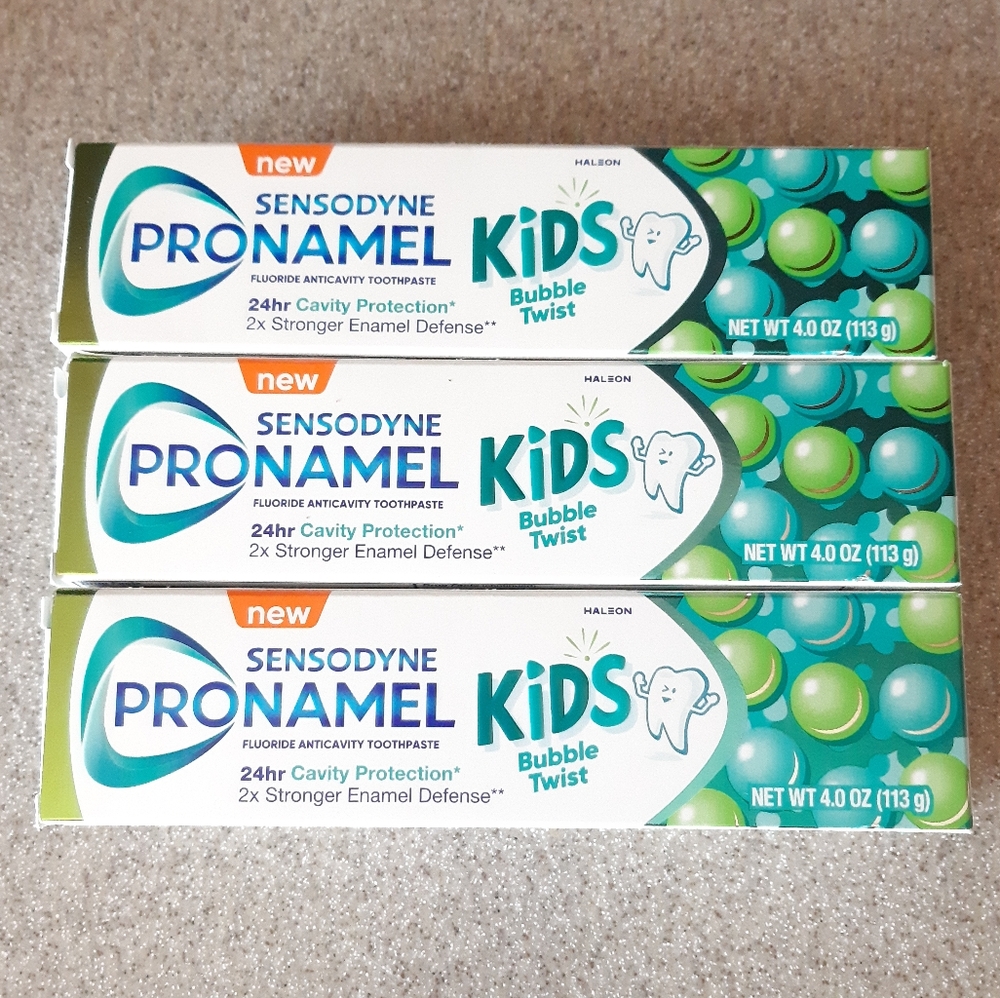 new
HALEON
SENSODYNE
PRONAMEL
KiDS
FLUORIDE ANTICAVITY TOOTHPASTE
Bubble
Twist
24hr Cavity Protection*
2x Stronger Enamel Defense**
NET WT 4.0 OZ (113 g)
new
HALEON
SENSODYNE
PRONAMEL
KiDS
FLUORIDE ANTICAVITY TOOTHPASTE
Bubble
Twist
24hr Cavity Protection*
2x Stronger Enamel Defense**
NET WT 4.0 OZ (113 g)
new
HALEON
SENSODYNE
PRONAMEL
KiDS
FLUORIDE ANTICAVITY TOOTHPASTE
Bubble
Twist
24hr Cavity Protection*
2x Stronger Enamel Defense**
NET WT 4.0 OZ (113 g)